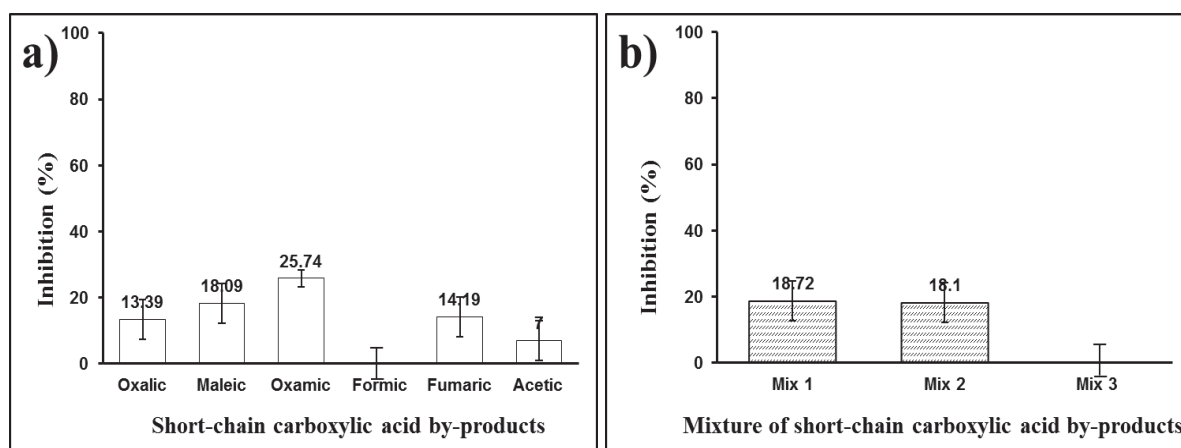 a)
100
80
60
40
20
0
Inhibition (%)
13.39
18.09
25.74
14.19
7
Oxalic Maleic Oxamic Formic Fumaric Acetic
Short-chain carboxylic acid by-products
b)
100
80
60
40
20
0
Inhibition (%)
18.72
18.1
Mix 1 Mix 2 Mix 3
Mixture of short-chain carboxylic acid by-products